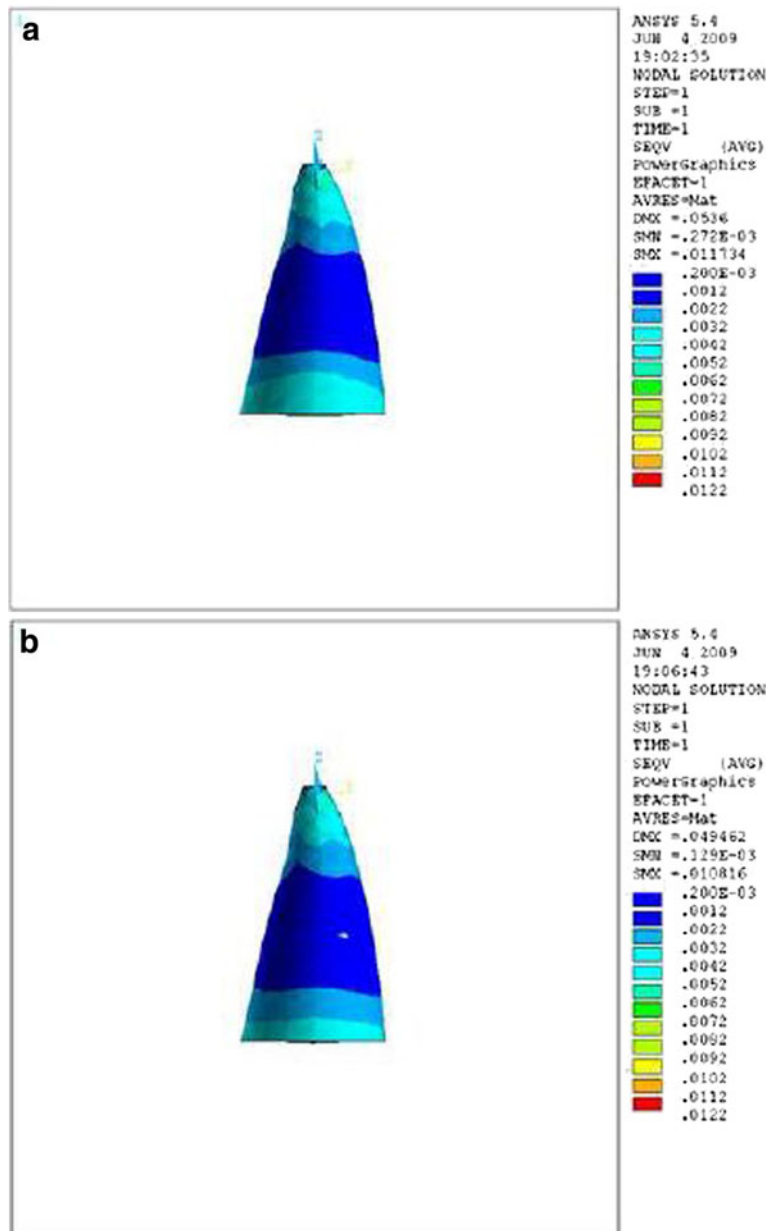 a
ANSYS 5.4
JUN 4 2009
19:02:35
NODAL SOLUTION
STEP=1
SUB =1
TIME=1
SEQV (AVG)
PowerGraphics
EFACET=1
AVRES=Mat
DMX =.0536
SMN =.272E-03
SMX =.011734
.200E-03
.0012
.0022
.0032
.0042
.0052
.0062
.0072
.0082
.0092
.0102
.0112
.0122
b
ANSYS 5.4
JUN 4 2009
19:06:43
NODAL SOLUTION
STEP=1
SUB =1
TIME=1
SEQV (AVG)
PowerGraphics
EFACET=1
AVRES=Mat
DMX =.049462
SMN =.129E-03
SMX =.010816
.200E-03
.0012
.0022
.0032
.0042
.0052
.0062
.0072
.0082
.0092
.0102
.0112
.0122